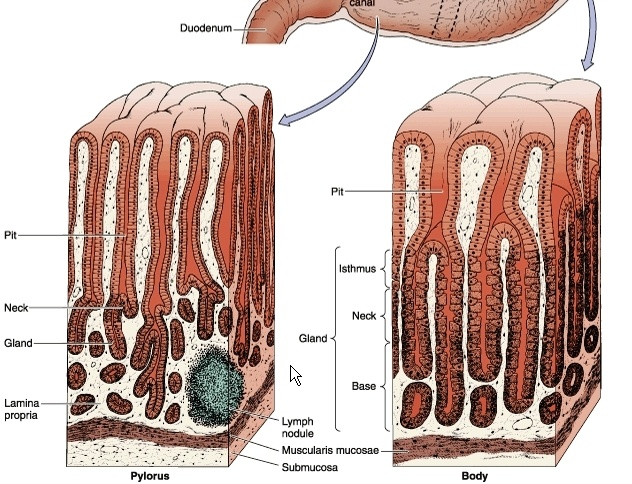 canal
Duodenum
Pit
Neck
Gland
Lamina
propria
Lymph
nodule
Muscularis mucosae
Submucosa
Pylorus
Pit
Isthmus
Neck
Gland
Base
Body